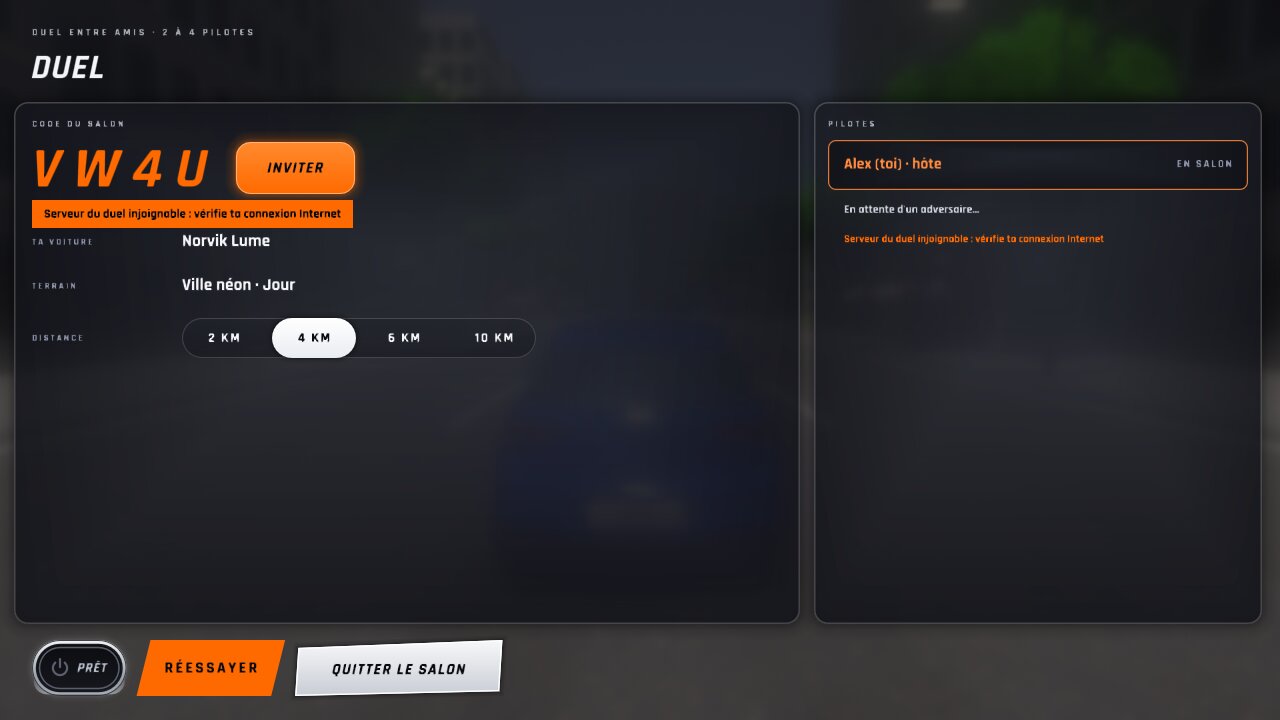 DUEL ENTRE AMIS · 2 À 4 PILOTES
DUEL
CODE DU SALON
VW4U
INVITER
Serveur du duel injoignable : vérifie ta connexion Internet
TA VOITURE
Norvik Lume
TERRAIN
Ville néon · Jour
DISTANCE
2 KM
4 KM
6 KM
10 KM
PILOTES
Alex (toi) · hôte
EN SALON
En attente d'un adversaire…
Serveur du duel injoignable : vérifie ta connexion Internet
PRÊT
RÉESSAYER
QUITTER LE SALON